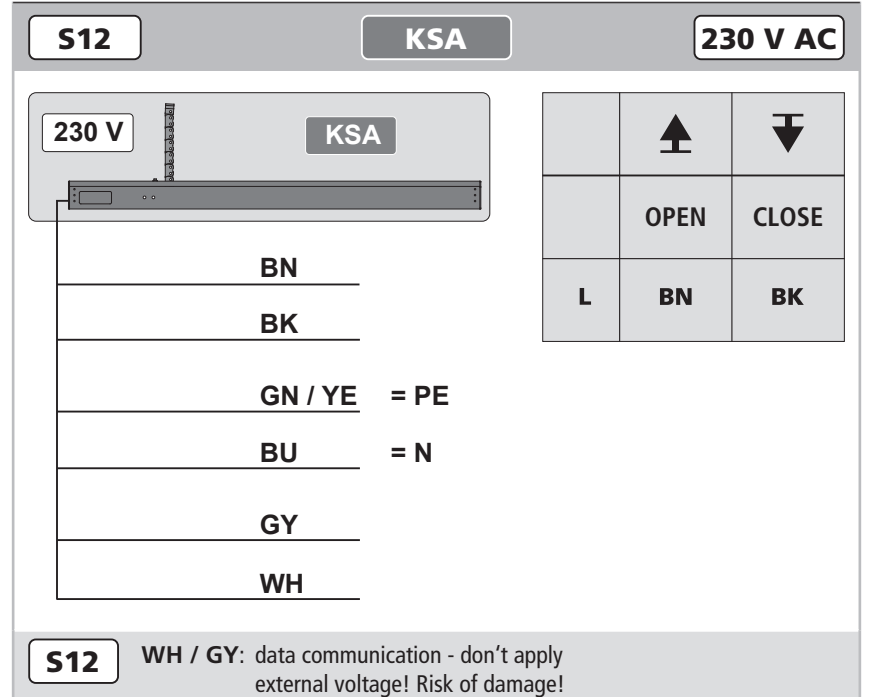 S12 KSA 230 V AC
230 V KSA
OPEN CLOSE
L BN BK
BN
BK
GN / YE = PE
BU = N
GY
WH
S12 WH / GY: data communication - don't apply
external voltage! Risk of damage!